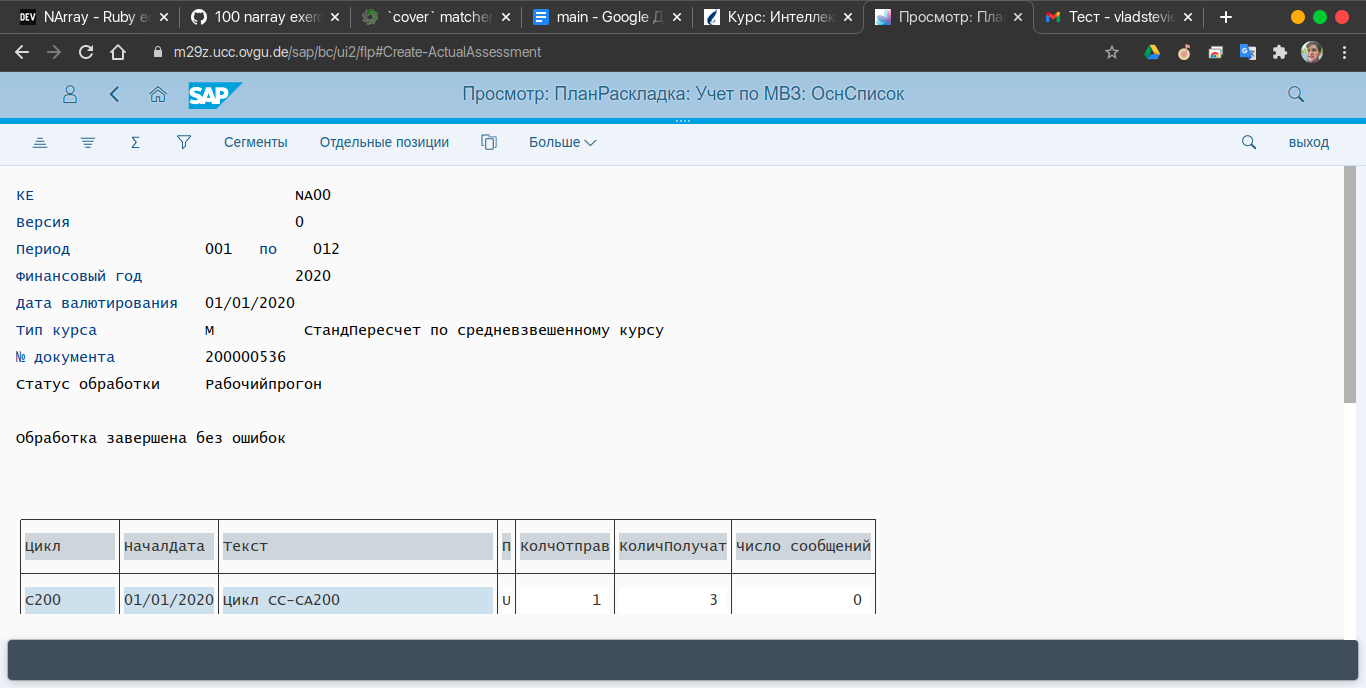 DEV NArray - Ruby e
100 narray exerc
`cover` matcher
main - Google Д
Курс: Интеллек
Просмотр: Пла
Тест - vladstevie
m29z.ucc.ovgu.de/sap/bc/ui2/flp#Create-ActualAssessment
SAP Просмотр: ПланРаскладка: Учет по МВЗ: ОснСписок
Σ Сегменты Отдельные позиции Больше выход
КЕ NA00
Версия 0
Период 001 по 012
Финансовый год 2020
Дата валютирования 01/01/2020
Тип курса M СтандПересчет по средневзвешенному курсу
№ документа 200000536
Статус обработки Рабочийпрогон
Обработка завершена без ошибок
Цикл НачалДата Текст П КолчОтправ КоличПолучат Число сообщений
C200 01/01/2020 Цикл CC-CA200 U 1 3 0